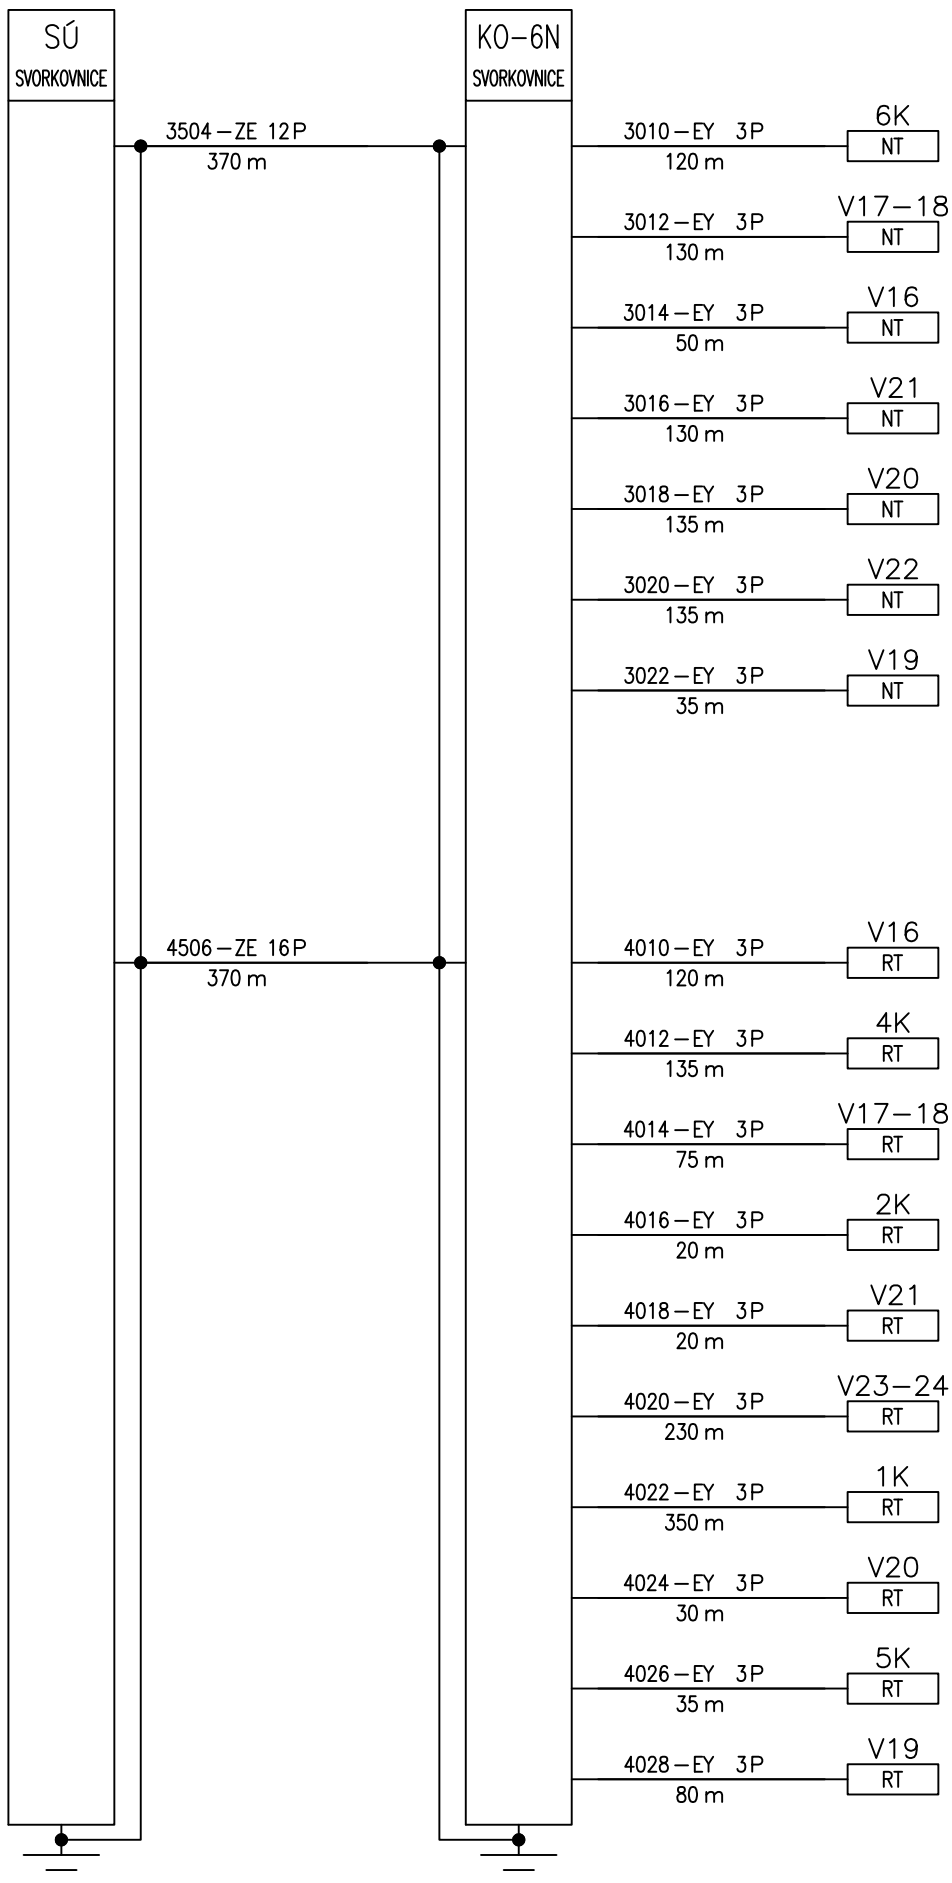 SÚ
SVORKOVNICE
KO-6N
SVORKOVNICE
3504-ZE 12P
370 m
3010-EY 3P
120 m
6K
NT
3012-EY 3P
130 m
V17-18
NT
3014-EY 3P
50 m
V16
NT
3016-EY 3P
130 m
V21
NT
3018-EY 3P
135 m
V20
NT
3020-EY 3P
135 m
V22
NT
3022-EY 3P
35 m
V19
NT
4506-ZE 16P
370 m
4010-EY 3P
120 m
V16
RT
4012-EY 3P
135 m
4K
RT
4014-EY 3P
75 m
V17-18
RT
4016-EY 3P
20 m
2K
RT
4018-EY 3P
20 m
V21
RT
4020-EY 3P
230 m
V23-24
RT
4022-EY 3P
350 m
1K
RT
4024-EY 3P
30 m
V20
RT
4026-EY 3P
35 m
5K
RT
4028-EY 3P
80 m
V19
RT